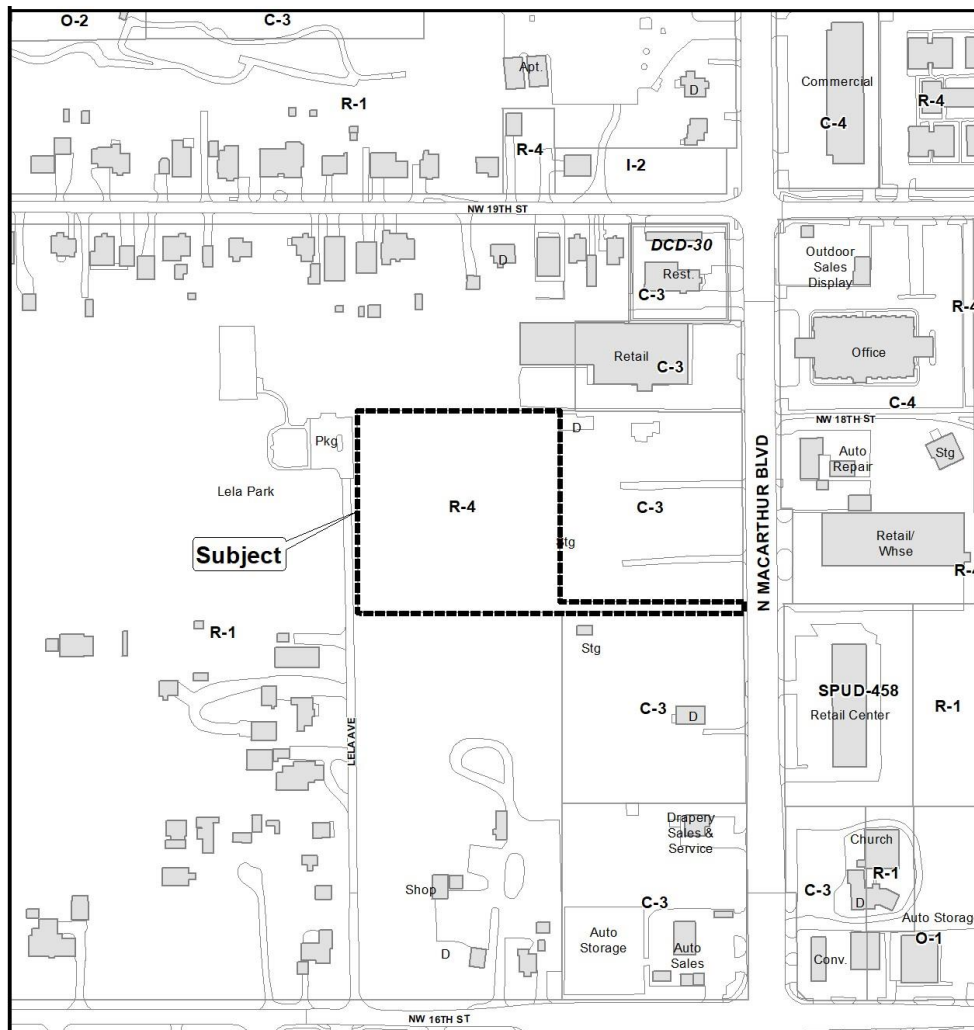 O-2
C-3
Apt.
D
Commercial
R-1
R-4
C-4
R-4
I-2
NW 19TH ST
DCD-30
Rest.
C-3
D
Outdoor
Sales
Display
R-4
Retail
C-3
Office
C-4
NW 18TH ST
D
Pkg
Auto
Repair
Stg
Lela Park
R-4
C-3
N MACARTHUR BLVD
Stg
Subject
Retail/
Whse
R-4
R-1
Stg
C-3
D
SPUD-458
Retail Center
R-1
LELA AVE
Drapery
Sales &
Service
Church
R-1
C-3
D
Shop
C-3
Auto Storage
O-1
Auto
Storage
Auto
Sales
Conv.
D
NW 16TH ST